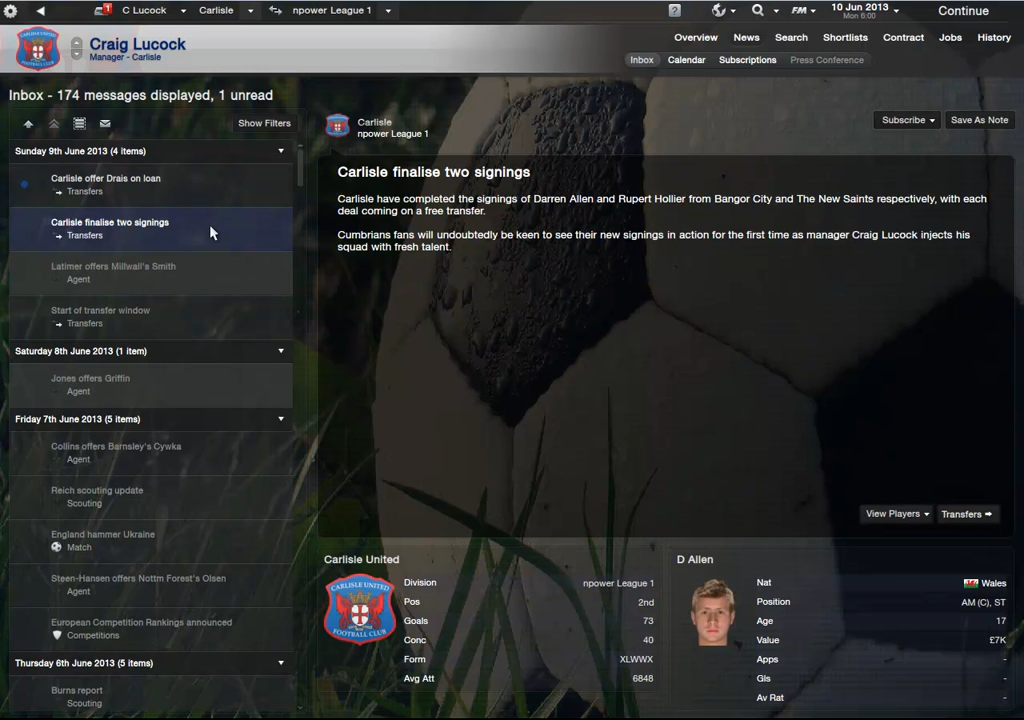 1
C Lucock
Carlisle
npower League 1
?
FM
10 Jun 2013
Mon 6:00
Continue
Craig Lucock
Manager - Carlisle
Overview News Search Shortlists Contract Jobs History
Inbox Calendar Subscriptions Press Conference
Inbox - 174 messages displayed, 1 unread
Show Filters
Sunday 9th June 2013 (4 items)
Carlisle offer Drais on loan
Transfers
Carlisle finalise two signings
Transfers
Latimer offers Millwall's Smith
Agent
Start of transfer window
Transfers
Saturday 8th June 2013 (1 item)
Jones offers Griffin
Agent
Friday 7th June 2013 (5 items)
Collins offers Barnsley's Cywka
Agent
Reich scouting update
Scouting
England hammer Ukraine
Match
Steen-Hansen offers Nottm Forest's Olsen
Agent
European Competition Rankings announced
Competitions
Thursday 6th June 2013 (5 items)
Burns report
Scouting
Carlisle
npower League 1
Subscribe
Save As Note
Carlisle finalise two signings
Carlisle have completed the signings of Darren Allen and Rupert Hollier from Bangor City and The New Saints respectively, with each
deal coming on a free transfer.
Cumbrians fans will undoubtedly be keen to see their new signings in action for the first time as manager Craig Lucock injects his
squad with fresh talent.
View Players
Transfers
Carlisle United
CARLISLE UNITED
FOOTBALL CLUB
Division npower League 1
Pos 2nd
Goals 73
Conc 40
Form XLWWX
Avg Att 6848
D Allen
Nat Wales
Position AM (C), ST
Age 17
Value £7K
Apps -
Gls -
Av Rat -